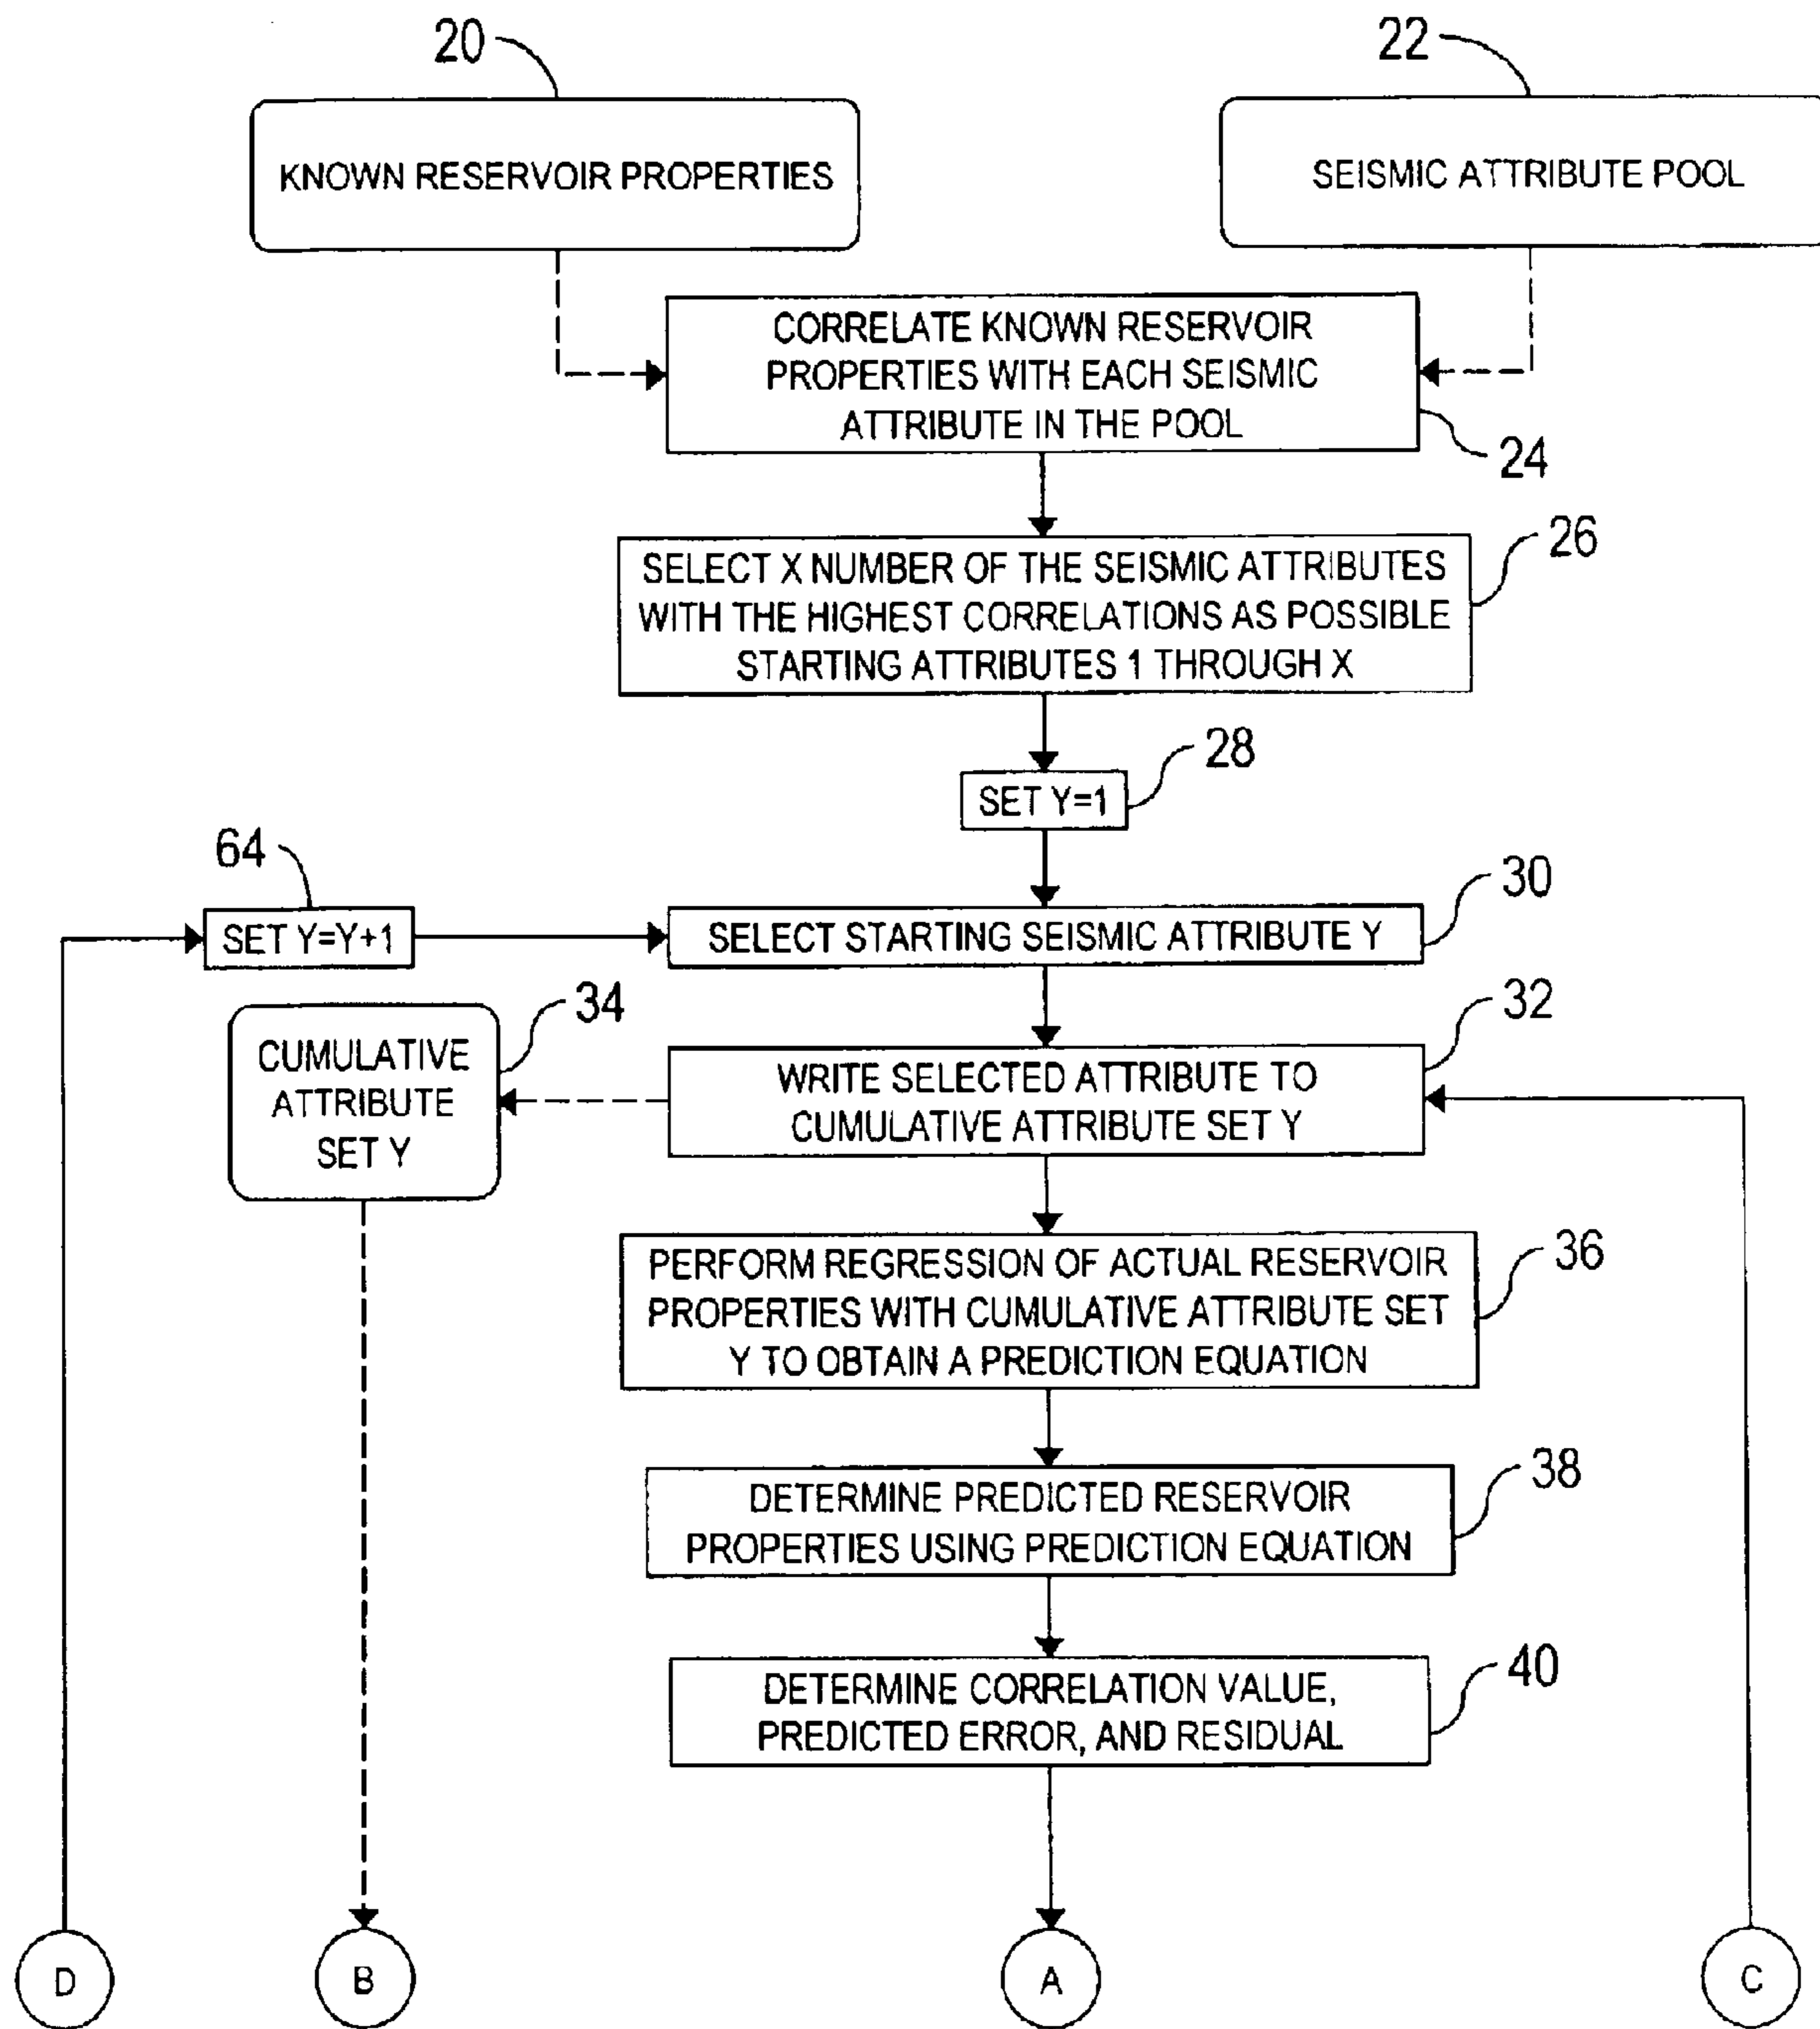 20
22
KNOWN RESERVOIR PROPERTIES
SEISMIC ATTRIBUTE POOL
CORRELATE KNOWN RESERVOIR
PROPERTIES WITH EACH SEISMIC
ATTRIBUTE IN THE POOL
24
SELECT X NUMBER OF THE SEISMIC ATTRIBUTES
WITH THE HIGHEST CORRELATIONS AS POSSIBLE
STARTING ATTRIBUTES 1 THROUGH X
26
SET Y=1
28
64
SET Y=Y+1
SELECT STARTING SEISMIC ATTRIBUTE Y
30
34
CUMULATIVE
ATTRIBUTE
SET Y
WRITE SELECTED ATTRIBUTE TO
CUMULATIVE ATTRIBUTE SET Y
32
PERFORM REGRESSION OF ACTUAL RESERVOIR
PROPERTIES WITH CUMULATIVE ATTRIBUTE SET
Y TO OBTAIN A PREDICTION EQUATION
36
DETERMINE PREDICTED RESERVOIR
PROPERTIES USING PREDICTION EQUATION
38
DETERMINE CORRELATION VALUE,
PREDICTED ERROR, AND RESIDUAL
40
D
B
A
C